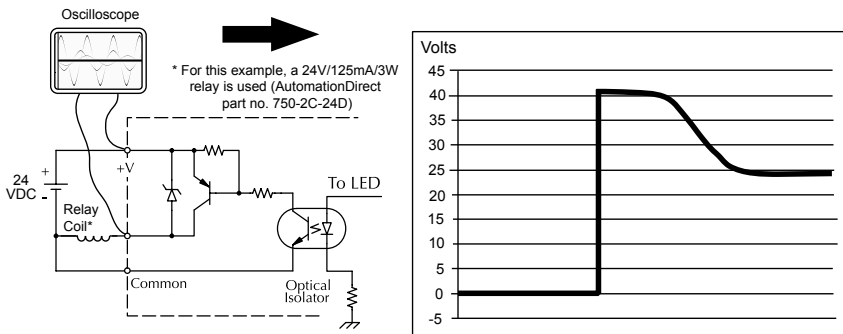 Oscilloscope
* For this example, a 24V/125mA/3W
relay is used (AutomationDirect
part no. 750-2C-24D)
+V
24
VDC
+
-
Relay
Coil*
To LED
Common
Optical
Isolator
Volts
45
40
35
30
25
20
15
10
5
0
-5